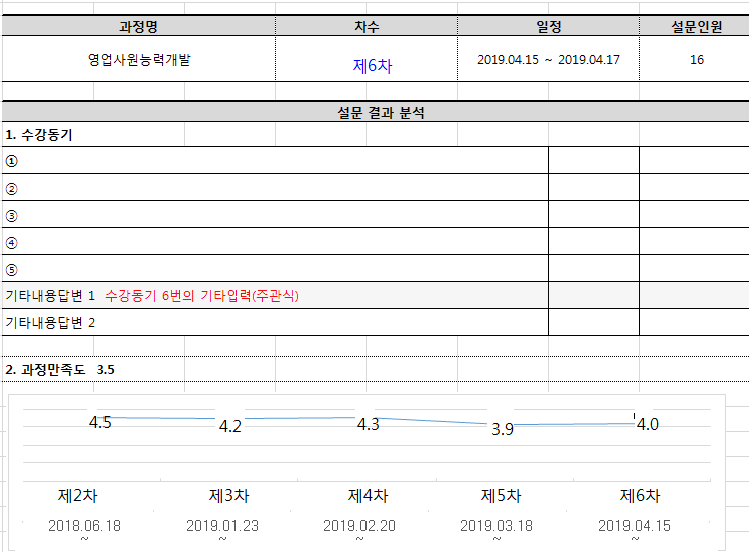 과정명 차수 일정 설문인원
영업사원능력개발 제6차 2019.04.15 ~ 2019.04.17 16
설문 결과 분석
1. 수강동기
①
②
③
④
⑤
기타내용답변 1 수강동기 6번의 기타입력(주관식)
기타내용답변 2
2. 과정만족도 3.5
4.5 4.2 4.3 3.9 4.0
제2차 제3차 제4차 제5차 제6차
2018.06.18 2019.01.23 2019.02.20 2019.03.18 2019.04.15
~ ~ ~ ~ ~